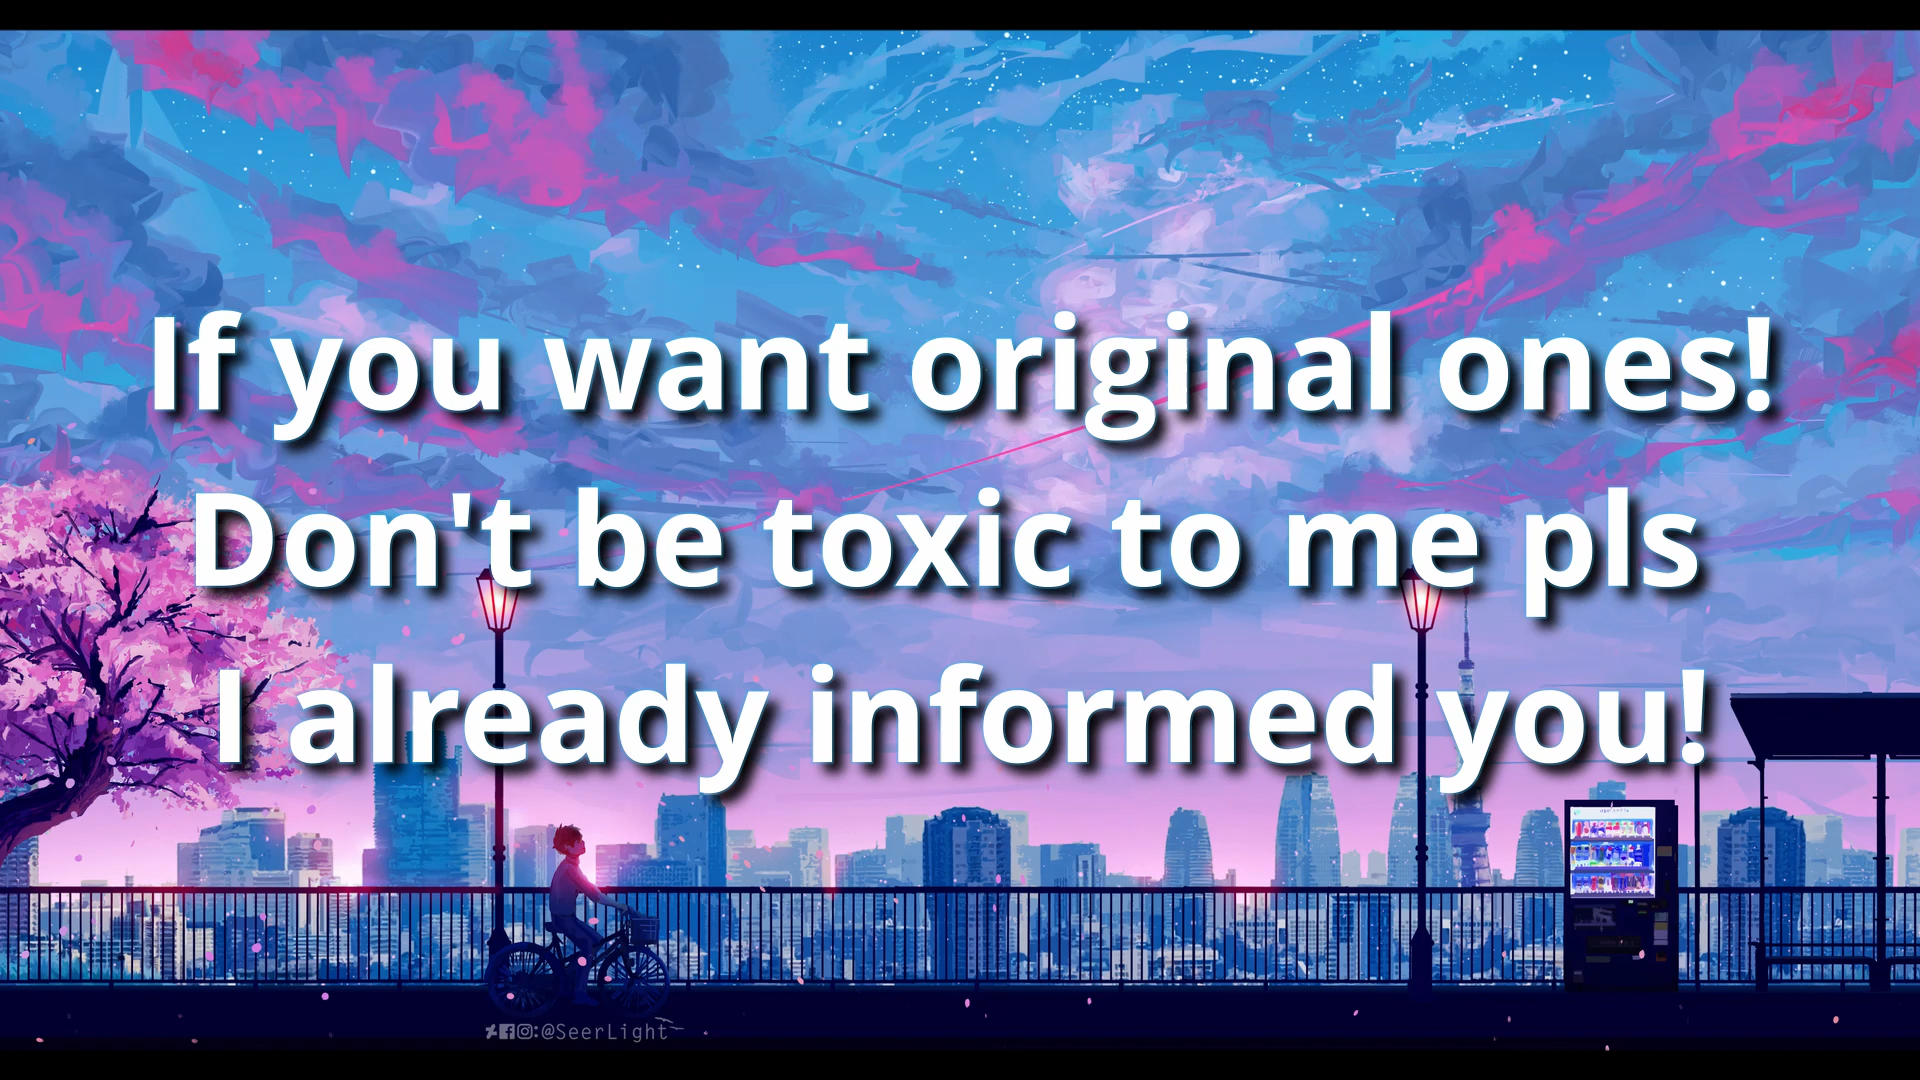 If you want original ones!
Don't be toxic to me pls
I already informed you!
:@SeerLight